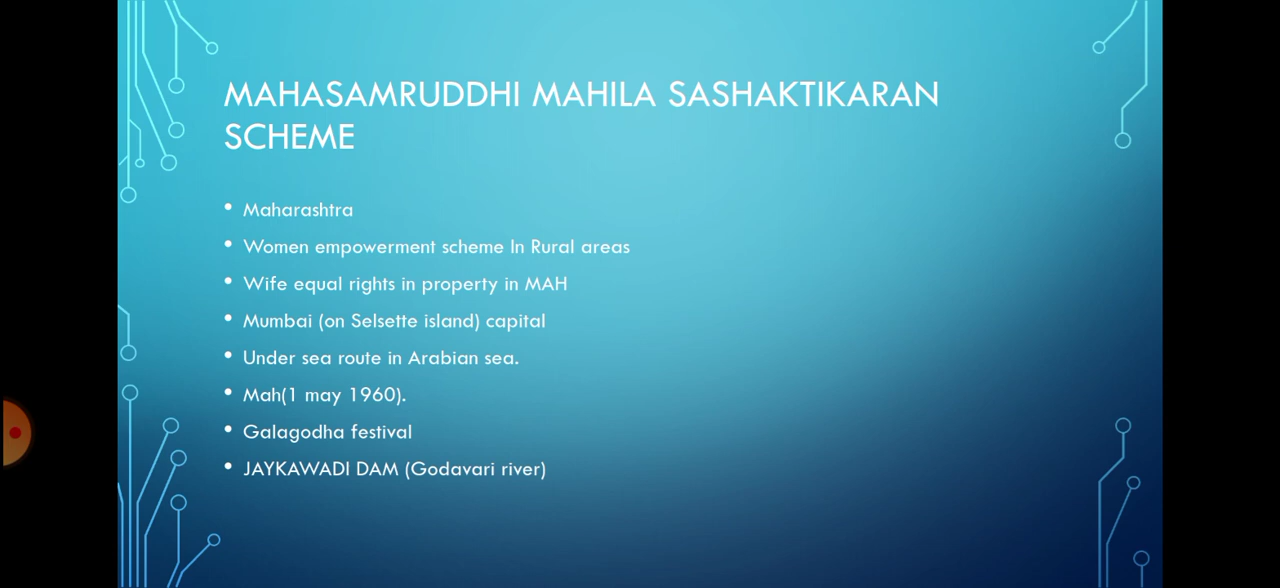 MAHASAMRUDDHI MAHILA SASHAKTIKARAN
SCHEME
• Maharashtra
• Women empowerment scheme In Rural areas
• Wife equal rights in property in MAH
• Mumbai (on Selsette island) capital
• Under sea route in Arabian sea.
• Mah(1 may 1960).
• Galagodha festival
• JAYKAWADI DAM (Godavari river)